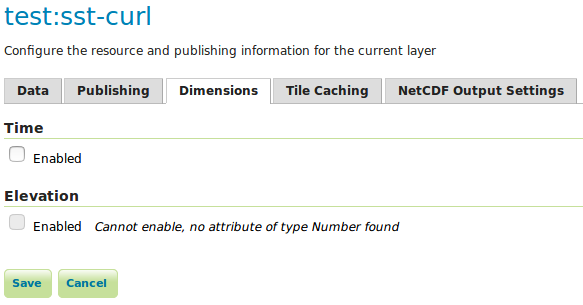 test:sst-curl
Configure the resource and publishing information for the current layer
Data Publishing Dimensions Tile Caching NetCDF Output Settings
Time
Enabled
Elevation
Enabled Cannot enable, no attribute of type Number found
Save Cancel